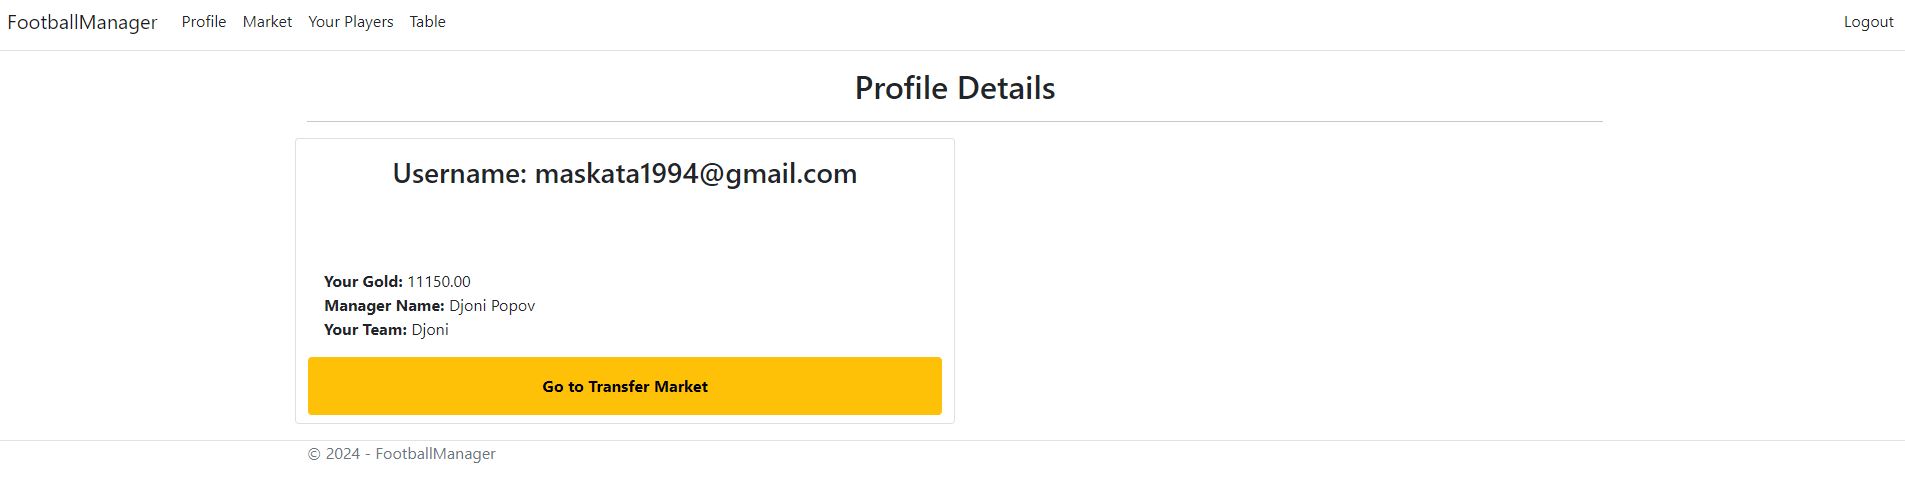 FootballManager Profile Market Your Players Table Logout
Profile Details
Username: maskata1994@gmail.com
Your Gold: 11150.00
Manager Name: Djoni Popov
Your Team: Djoni
Go to Transfer Market
© 2024 - FootballManager